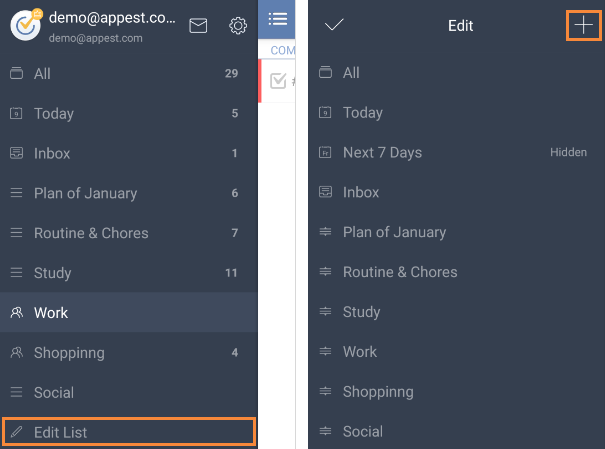 demo@appest.co...
demo@appest.com
All 29
Today 5
Inbox 1
Plan of January 6
Routine & Chores 7
Study 11
Work
Shoppinng 4
Social
Edit List
COM
#
Edit
All
Today
Next 7 Days Hidden
Inbox
Plan of January
Routine & Chores
Study
Work
Shoppinng
Social